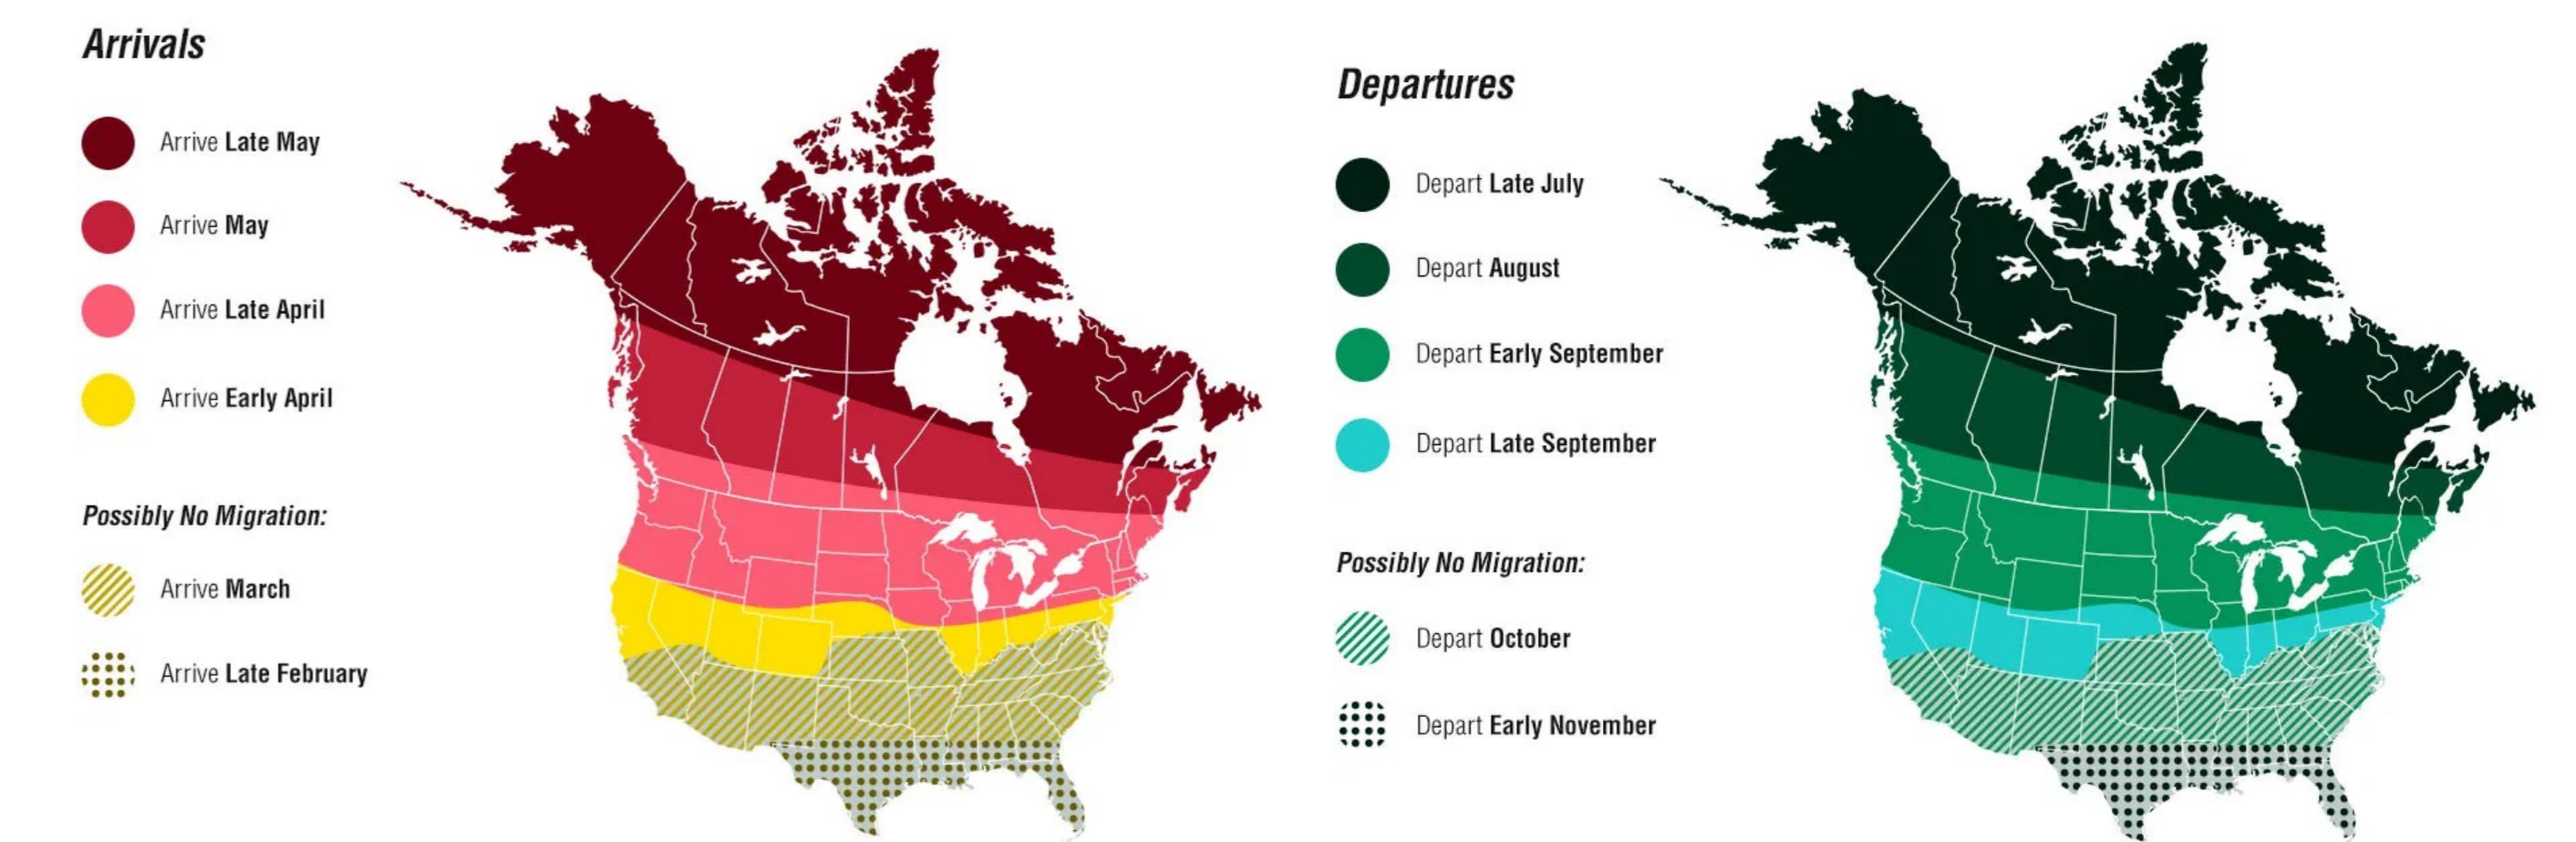 Arrivals
Arrive Late May
Arrive May
Arrive Late April
Arrive Early April
Possibly No Migration:
Arrive March
Arrive Late February
Departures
Depart Late July
Depart August
Depart Early September
Depart Late September
Possibly No Migration:
Depart October
Depart Early November